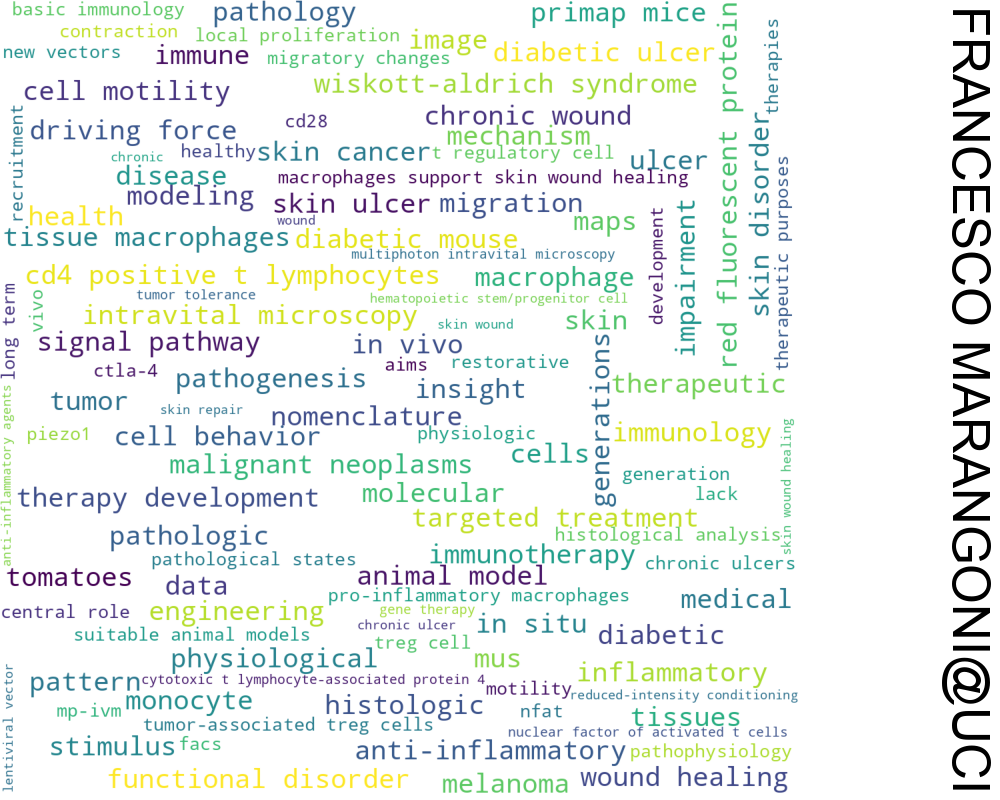 basic immunology
pathology
primap mice
contraction
local proliferation
image
new vectors
immune
migratory changes
diabetic ulcer
therapies
red fluorescent protein
wiskott-aldrich syndrome
cell motility
chronic wound
cd28
driving force
mechanism
recruitment
chronic
healthy
skin cancer
t regulatory cell
ulcer
skin disorder
disease
macrophages support skin wound healing
modeling
skin ulcer
migration
therapeutic purposes
health
wound
maps
tissue macrophages
diabetic mouse
development
impairment
multiphoton intravital microscopy
cd4 positive t lymphocytes
macrophage
tumor tolerance
hematopoietic stem/progenitor cell
long term
vivo
intravital microscopy
skin wound
skin
signal pathway
in vivo
ctla-4
aims
restorative
pathogenesis
insight
generations
therapeutic
tumor
skin repair
nomenclature
anti-inflammatory agents
piezo1
cell behavior
physiologic
immunology
malignant neoplasms
cells
generation
skin wound healing
therapy development
molecular
lack
targeted treatment
pathologic
histological analysis
pathological states
immunotherapy
chronic ulcers
tomatoes
data
animal model
pro-inflammatory macrophages
medical
central role
engineering
gene therapy
chronic ulcer
in situ
suitable animal models
treg cell
diabetic
physiological
mus
inflammatory
pattern
cytotoxic t lymphocyte-associated protein 4
motility
reduced-intensity conditioning
lentiviral vector
mp-ivm
monocyte
histologic
nfat
tissues
tumor-associated treg cells
nuclear factor of activated t cells
stimulus
facs
anti-inflammatory
pathophysiology
functional disorder
melanoma
wound healing
FRANCESCO MARANGONI@UCI